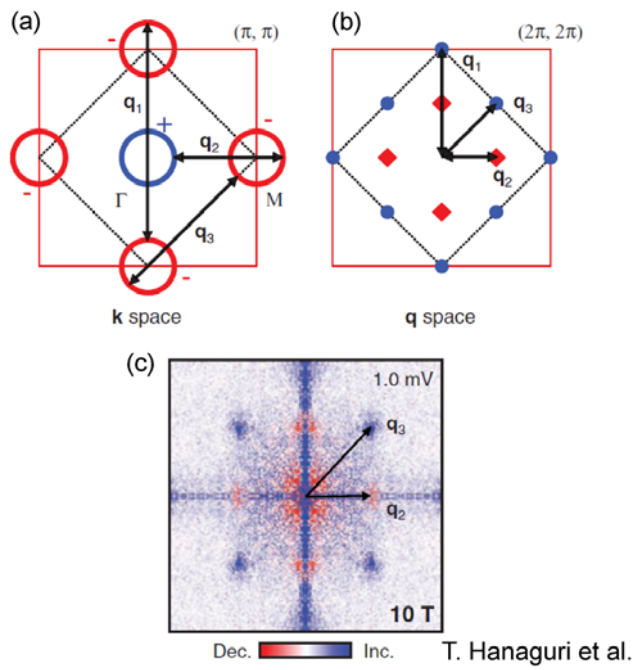 (a)
(π, π)
(b)
(2π, 2π)
-
q₁
q₁
+
-
q₃
q₂
q₂
-
Γ
M
q₃
-
k space
q space
(c)
1.0 mV
q₃
q₂
10 T
Dec.
Inc.
T. Hanaguri et al.